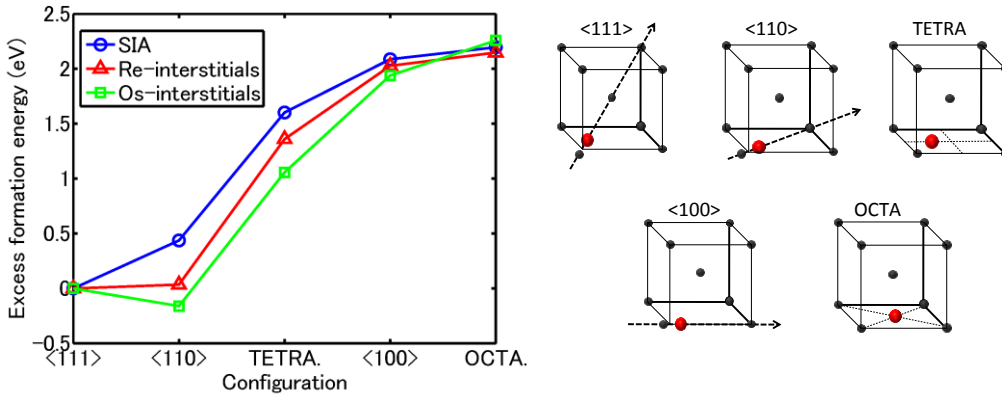 2.5
2
1.5
1
0.5
0
-0.5
Excess formation energy (eV)
SIA
Re-interstitials
Os-interstitials
<111>
<110>
TETRA.
<100>
OCTA.
Configuration
<111>
<110>
TETRA
<100>
OCTA